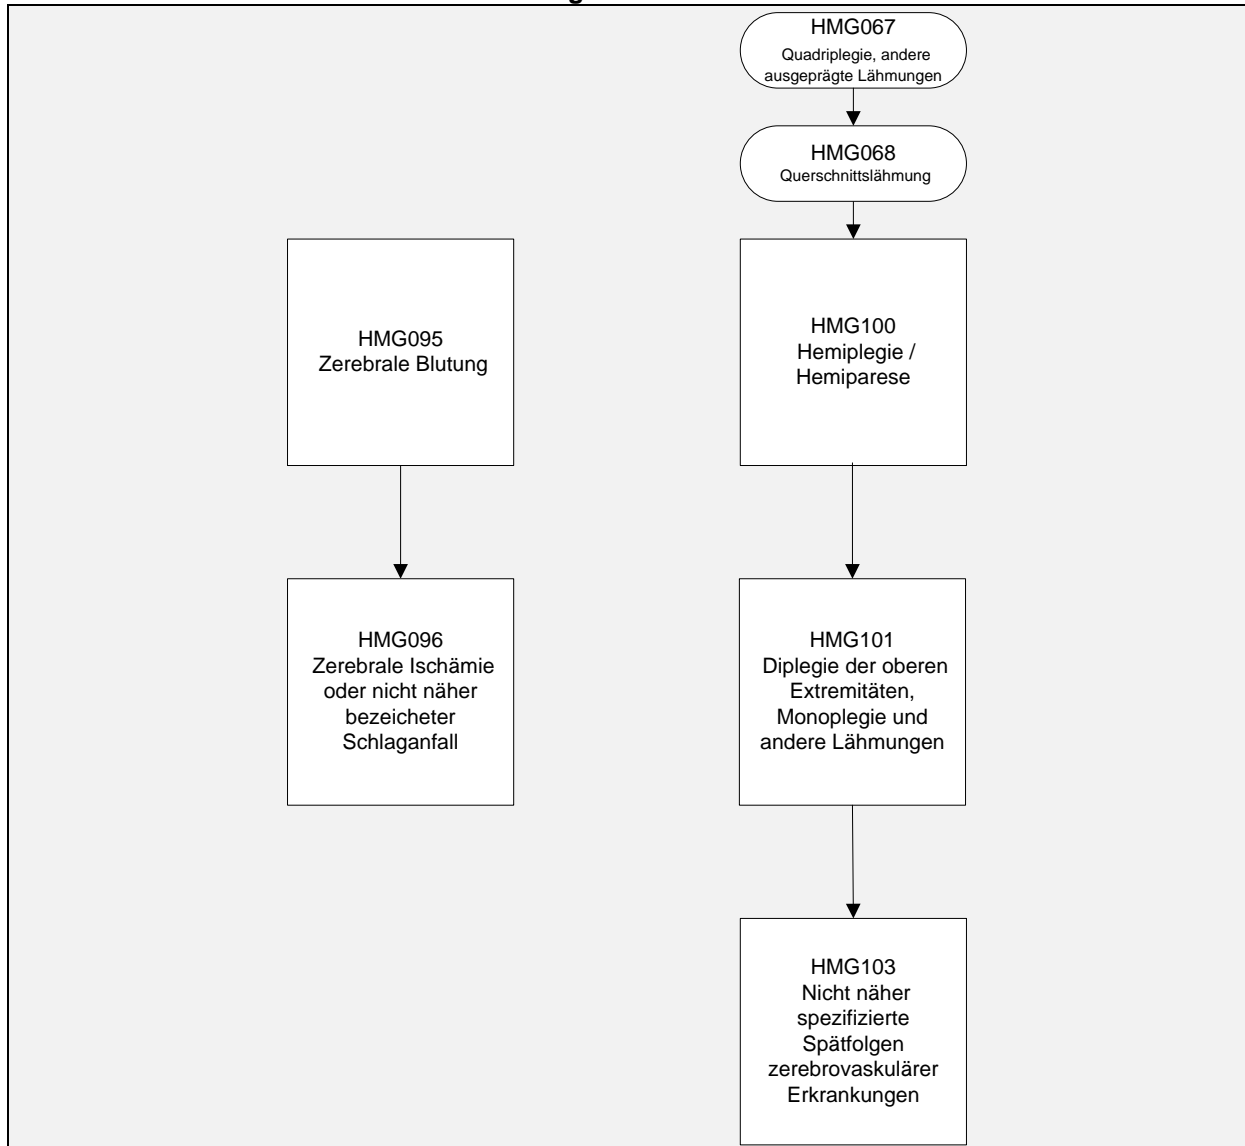 HMG067
Quadriplegie, andere
ausgeprägte Lähmungen
HMG068
Querschnittslähmung
HMG095
Zerebrale Blutung
HMG100
Hemiplegie /
Hemiparese
HMG096
Zerebrale Ischämie
oder nicht näher
bezeicheter
Schlaganfall
HMG101
Diplegie der oberen
Extremitäten,
Monoplegie und
andere Lähmungen
HMG103
Nicht näher
spezifizierte
Spätfolgen
zerebrovaskulärer
Erkrankungen